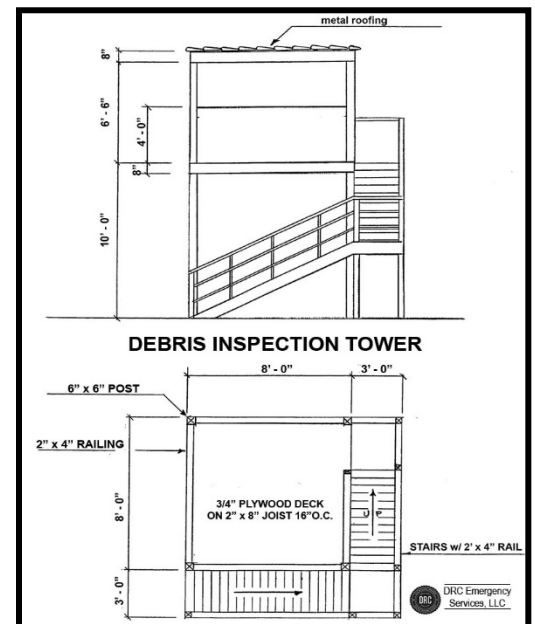 metal roofing
8"
6' - 6"
4' - 0"
8"
10' - 0"
DEBRIS INSPECTION TOWER
8' - 0"
3' - 0"
6" x 6" POST
2" x 4" RAILING
8' - 0"
3/4" PLYWOOD DECK
ON 2" x 8" JOIST 16"O.C.
UP
STAIRS w/ 2' x 4" RAIL
3' - 0"
DRC
DRC Emergency
Services, LLC